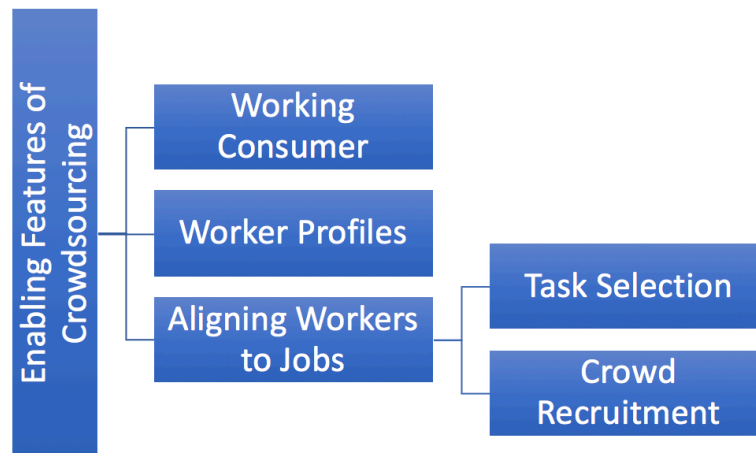 Enabling Features of
Crowdsourcing
Working
Consumer
Worker Profiles
Aligning Workers
to Jobs
Task Selection
Crowd
Recruitment